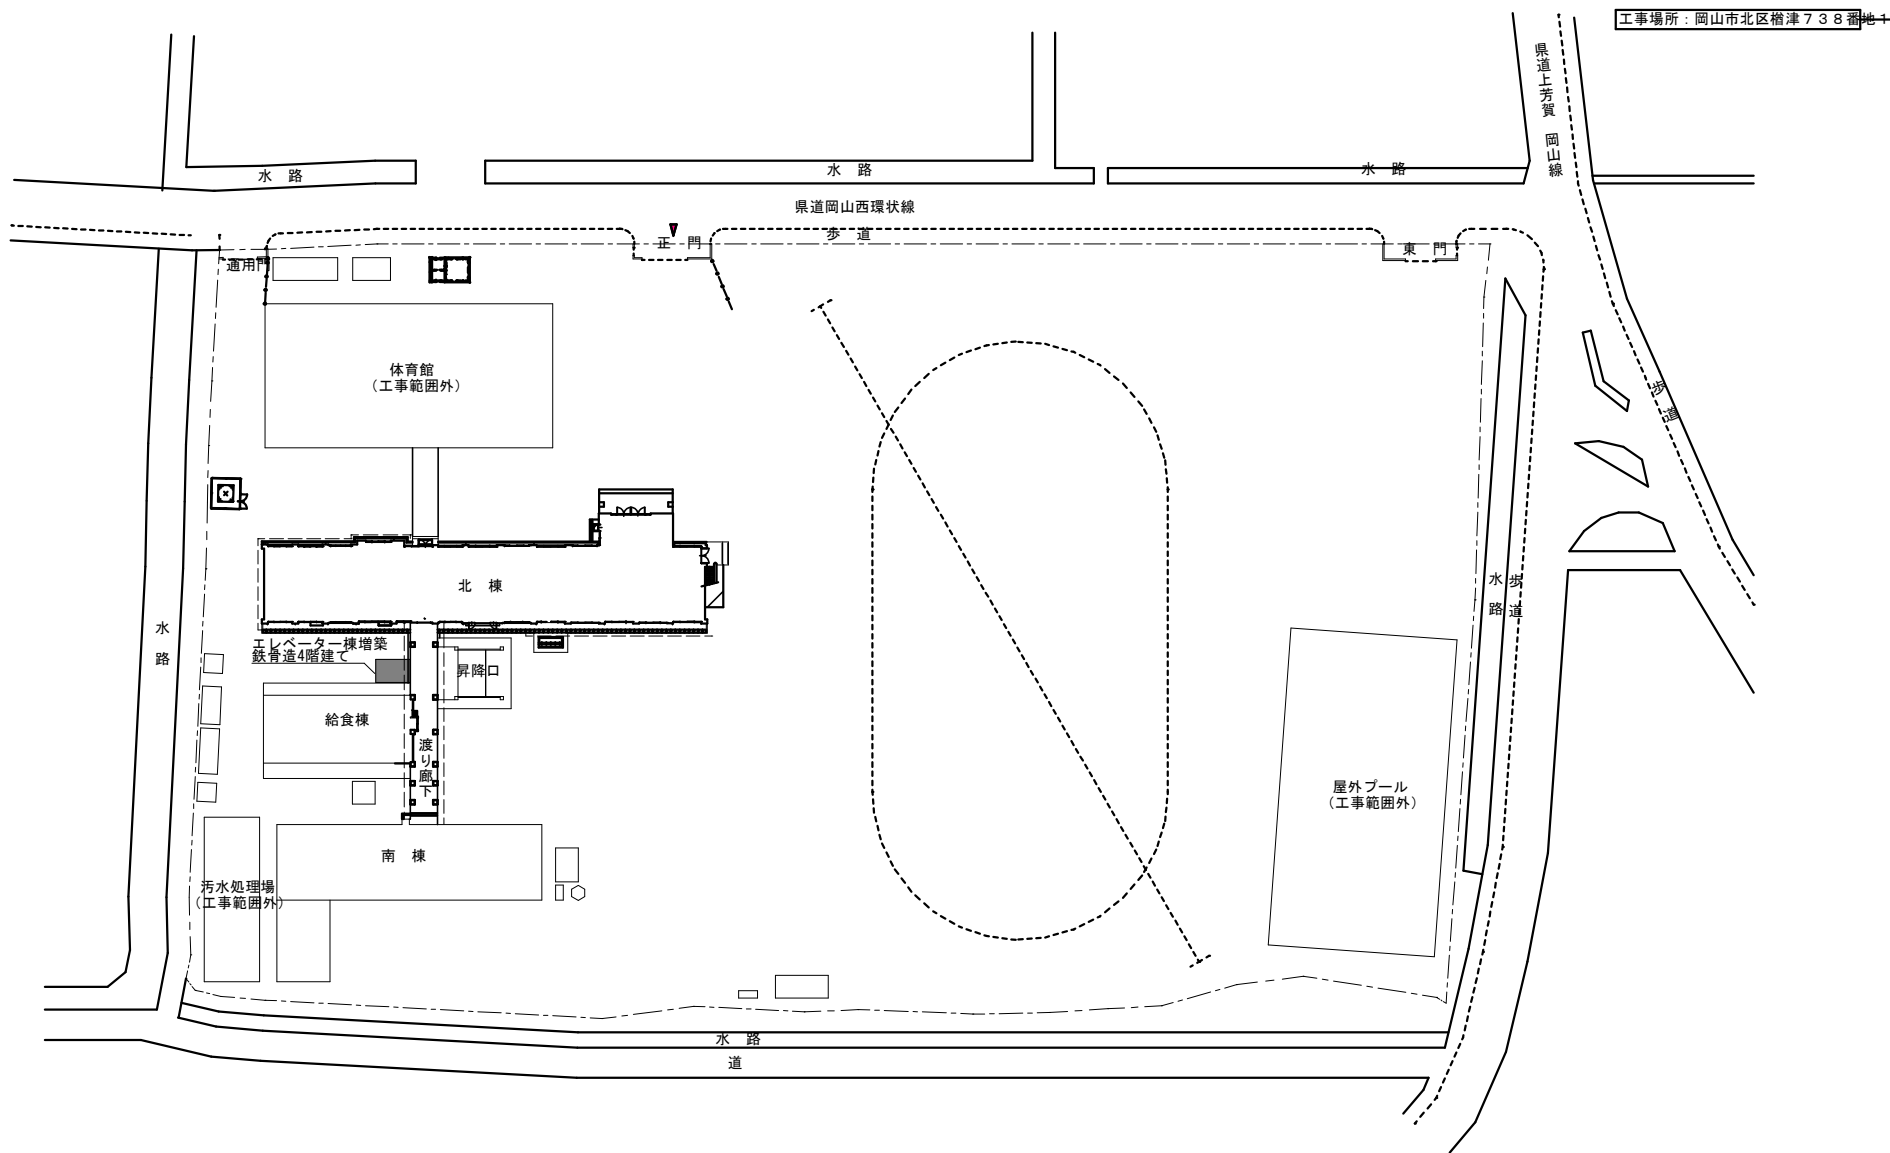 工事場所：岡山市北区楢津７３８番地１
県道上芳賀　岡山線
水　路
水　路
水　路
県道岡山西環状線
歩　道
正　門
東　門
通用門
体育館
（工事範囲外）
歩道
北　棟
水路
歩道
水路
エレベーター棟増築
鉄骨造4階建て
昇降口
給食棟
渡り廊下
屋外プール
（工事範囲外）
南　棟
汚水処理場
（工事範囲外）
水　路
道